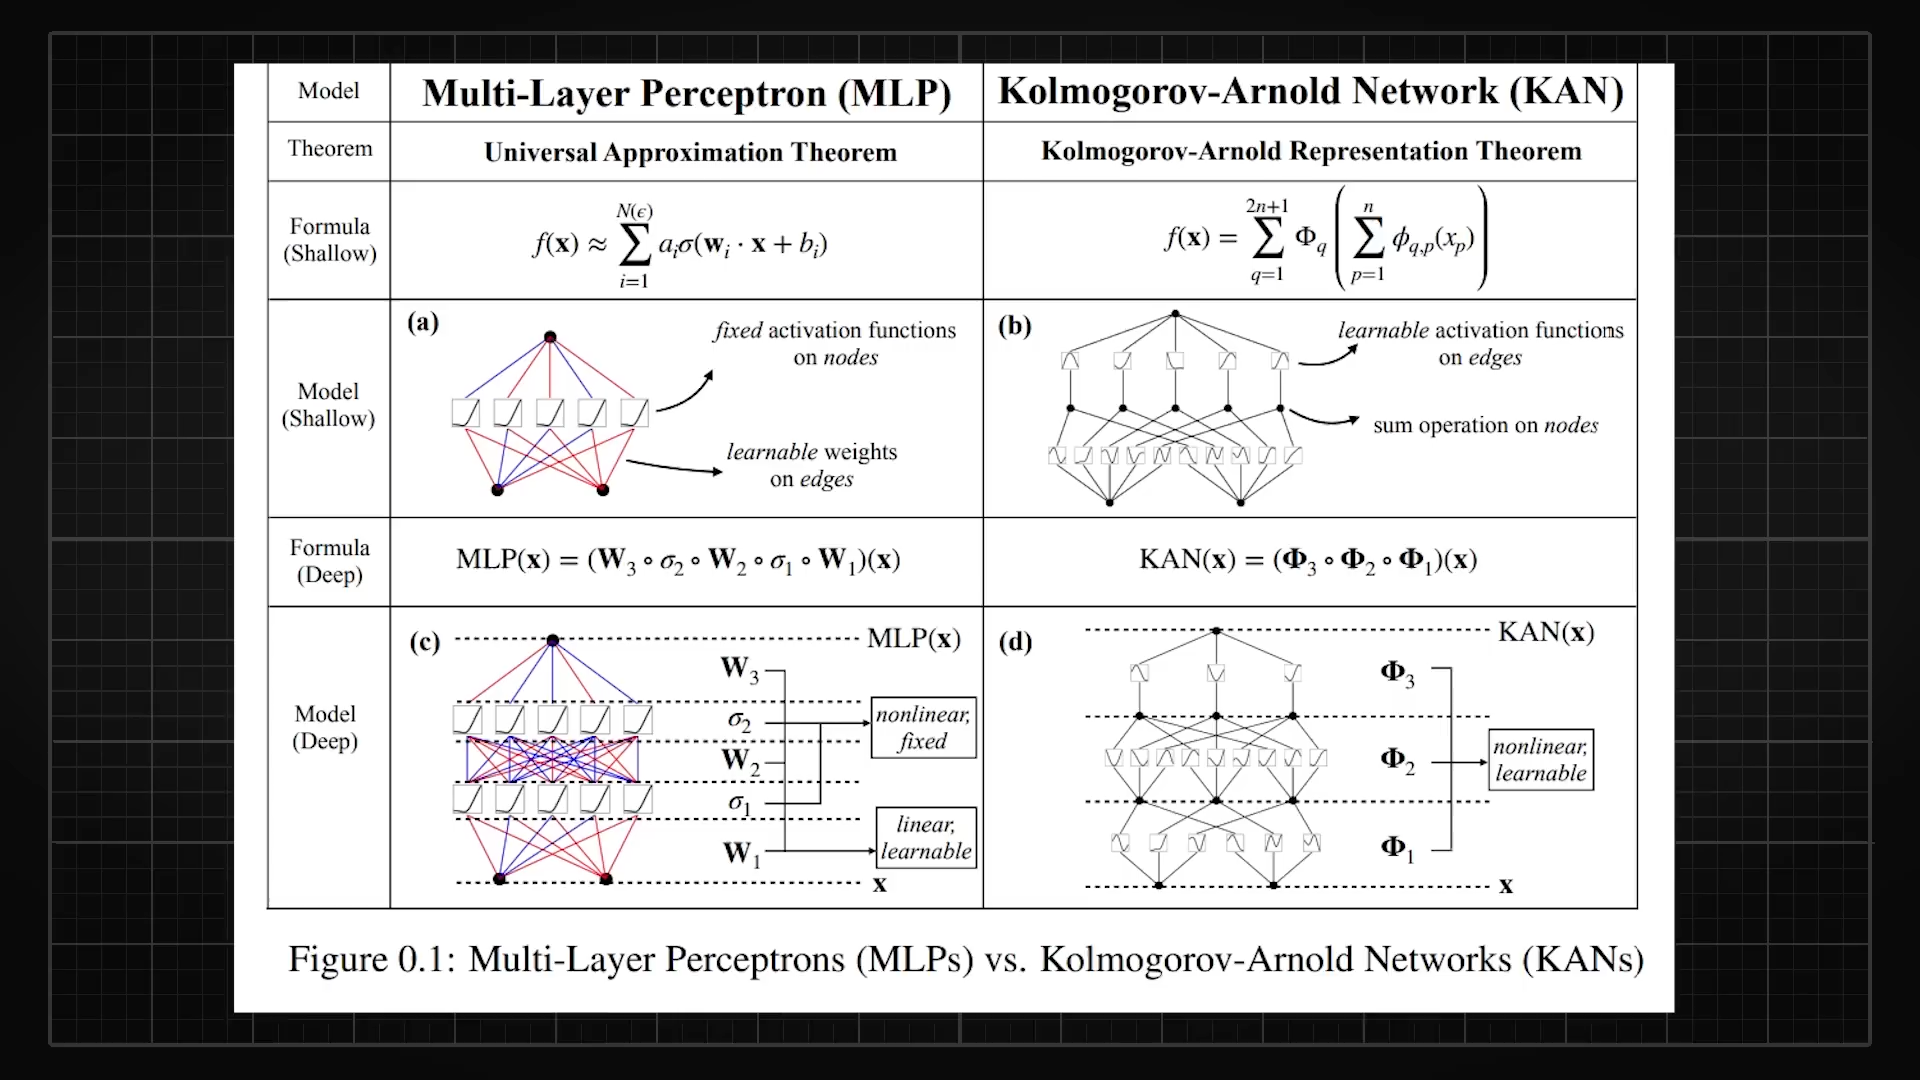 Model
Multi-Layer Perceptron (MLP)
Kolmogorov-Arnold Network (KAN)
Theorem
Universal Approximation Theorem
Kolmogorov-Arnold Representation Theorem
Formula
(Shallow)
f(x) ≈ ∑_{i=1}^{N(ϵ)} a_i σ(w_i · x + b_i)
f(x) = ∑_{q=1}^{2n+1} Φ_q ( ∑_{p=1}^{n} ϕ_{q,p}(x_p) )
Model
(Shallow)
(a)
fixed activation functions
on nodes
learnable weights
on edges
(b)
learnable activation functions
on edges
sum operation on nodes
Formula
(Deep)
MLP(x) = (W_3 ∘ σ_2 ∘ W_2 ∘ σ_1 ∘ W_1)(x)
KAN(x) = (Φ_3 ∘ Φ_2 ∘ Φ_1)(x)
Model
(Deep)
(c)
MLP(x)
W_3
σ_2
W_2
σ_1
W_1
nonlinear,
fixed
linear,
learnable
x
(d)
KAN(x)
Φ_3
Φ_2
Φ_1
nonlinear,
learnable
x
Figure 0.1: Multi-Layer Perceptrons (MLPs) vs. Kolmogorov-Arnold Networks (KANs)